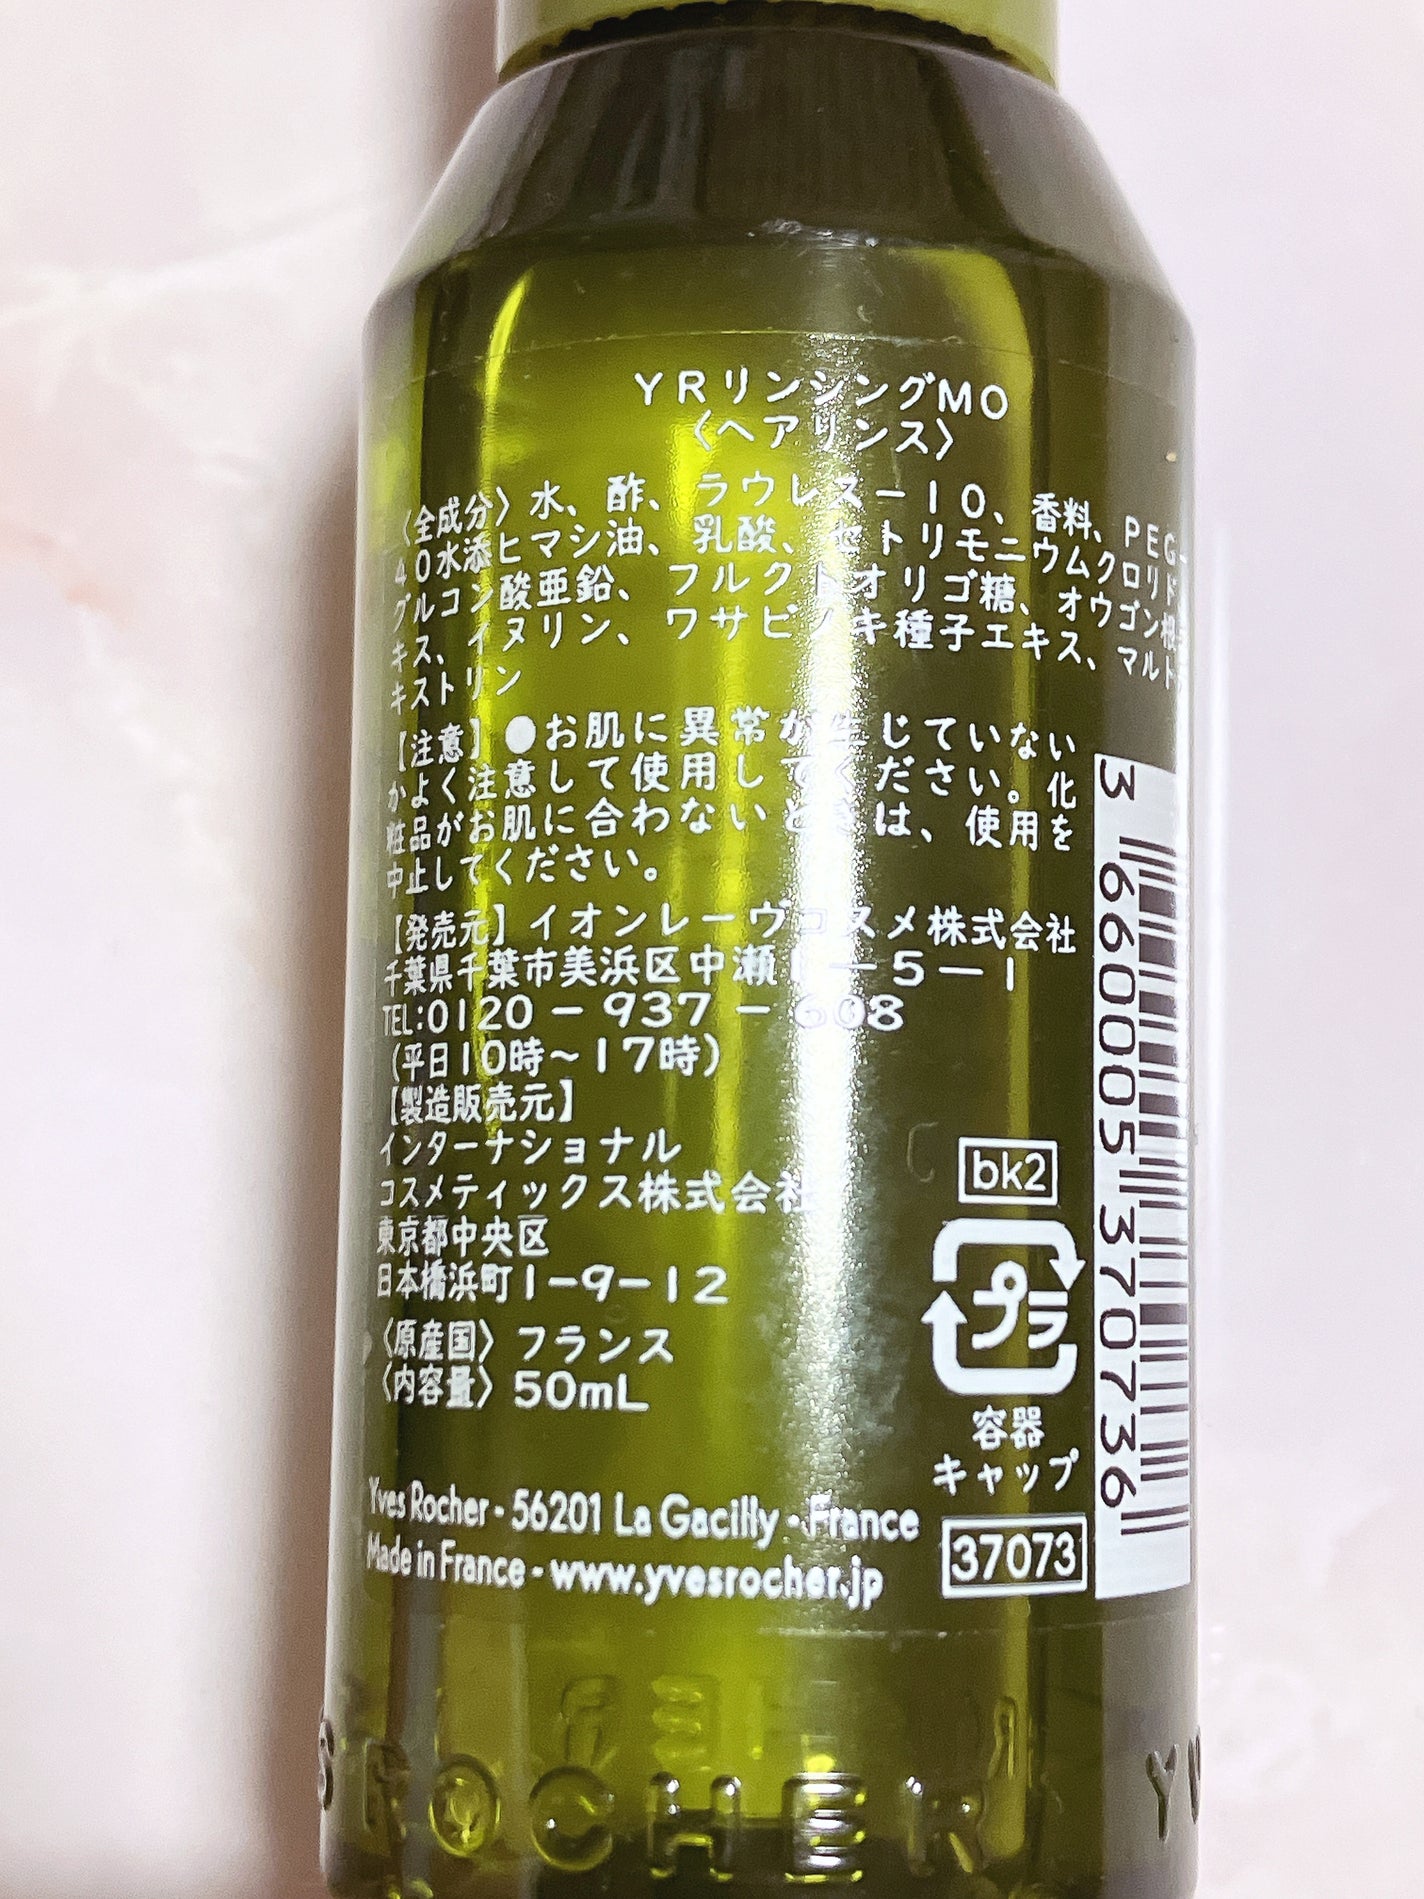 YRリンシングMO
〈ヘアリンス〉
〈全成分〉水、酢、ラウレスー10、香料、PEGー
40水添ヒマシ油、乳酸、セトリモニウムクロリド、
グルコン酸亜鉛、フルクトオリゴ糖、オウゴン根エ
キス、イヌリン、ワサビノキ種子エキス、マルトデ
キストリン
【注意】●お肌に異常が生じていない
かよく注意して使用してください。化
粧品がお肌に合わないときは、使用を
中止してください。
【発売元】イオンレーヴコスメ株式会社
千葉県千葉市美浜区中瀬1ー5ー1
TEL:0120-937-608
(平日10時~17時)
【製造販売元】
インターナショナル
コスメティックス株式会社
東京都中央区
日本橋浜町1-9-12
〈原産国〉フランス
〈内容量〉50mL
Yves Rocher - 56201 La Gacilly - France
Made in France - www.yvesrocher.jp
bk2
プラ
容器
キャップ
37073
3 660005 370736
S ROCHER
YV